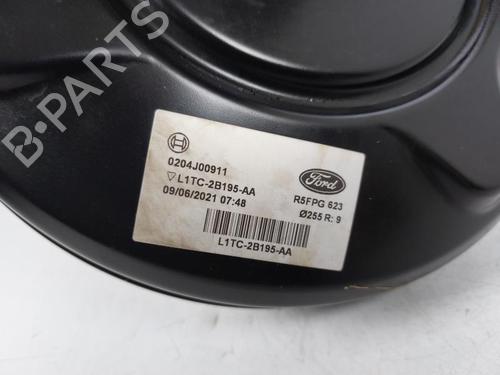 B-PARTS
0204J00911
Ford
▽ L1TC-2B195-AA
R5FPG 623
09/06/2021 07:48
Ø255 R: 9
L1TC-2B195-AA